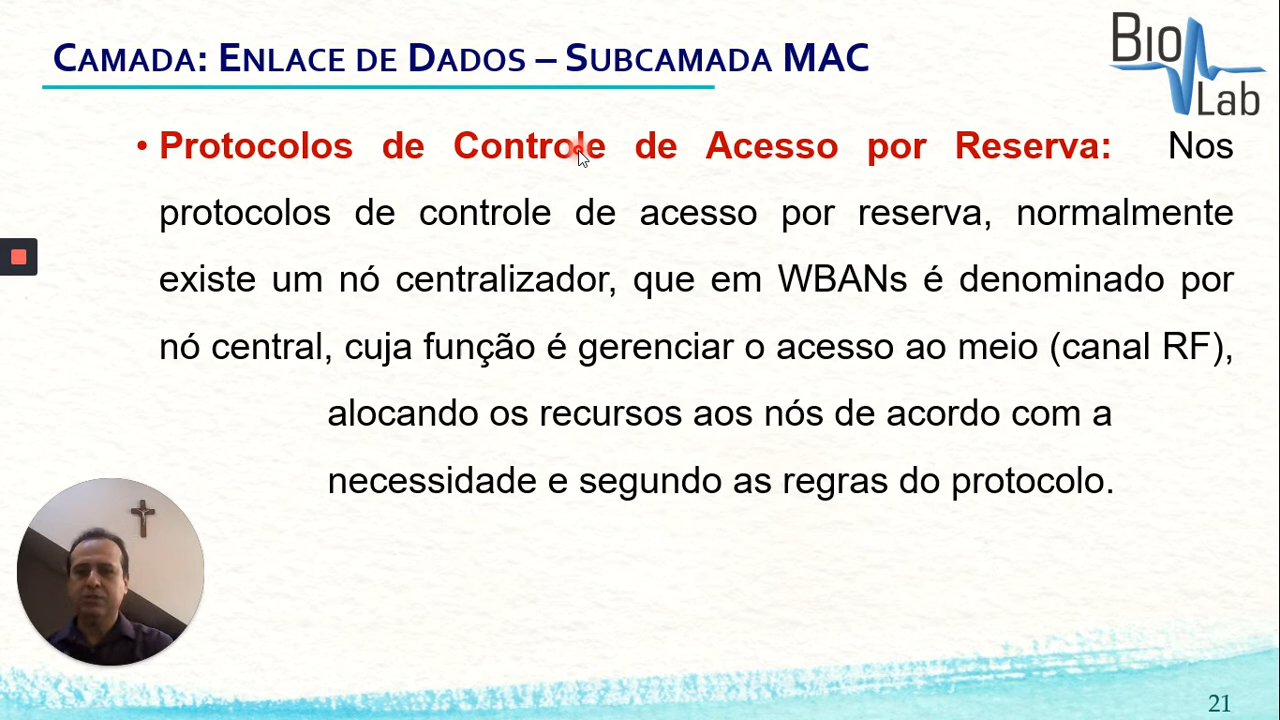 CAMADA: ENLACE DE DADOS – SUBCAMADA MAC
Bio
Lab
• Protocolos de Controle de Acesso por Reserva: Nos
protocolos de controle de acesso por reserva, normalmente
existe um nó centralizador, que em WBANs é denominado por
nó central, cuja função é gerenciar o acesso ao meio (canal RF),
alocando os recursos aos nós de acordo com a
necessidade e segundo as regras do protocolo.
21